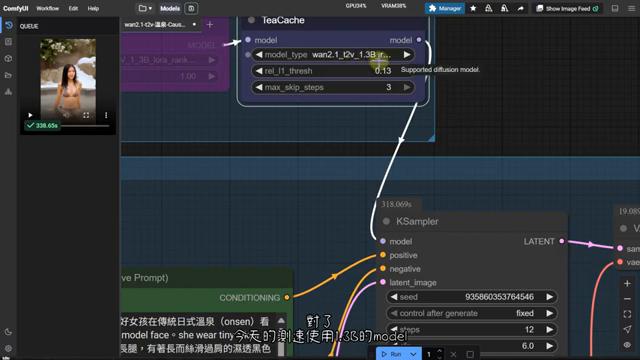 ComfyUI
Workflow
Edit
Help
Models
GPU34%
VRAM38%
Manager
Show Image Feed
*wan2.1-t2v-溫泉-Caus...
QUEUE
338.65s
MODEL
_1.3B_lora_rank...
1.00
TeaCache
model
model
model_type
wan2.1_t2v_1.3B
rel_l1_thresh
0.13
Supported diffusion model.
max_skip_steps
3
318.069s
KSampler
model
LATENT
positive
negative
latent_image
seed
935860353764546
control after generate
fixed
steps
12
6.0
19.089
sam
vae
ve Prompt)
CONDITIONING
好女孩在傳統日式溫泉（onsen）看
model face。she wear tiny
長腿，有著長而絲滑過肩的濕透黑色
對了
今天的測速使用1.3B的model
Run
1